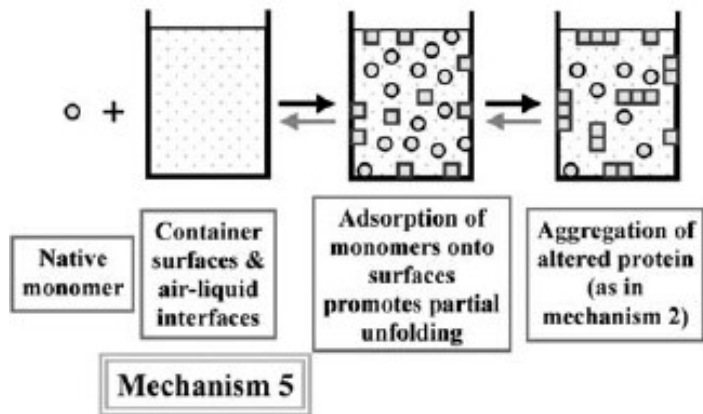 +
Native
monomer
Container
surfaces &
air-liquid
interfaces
Adsorption of
monomers onto
surfaces
promotes partial
unfolding
Aggregation of
altered protein
(as in
mechanism 2)
Mechanism 5